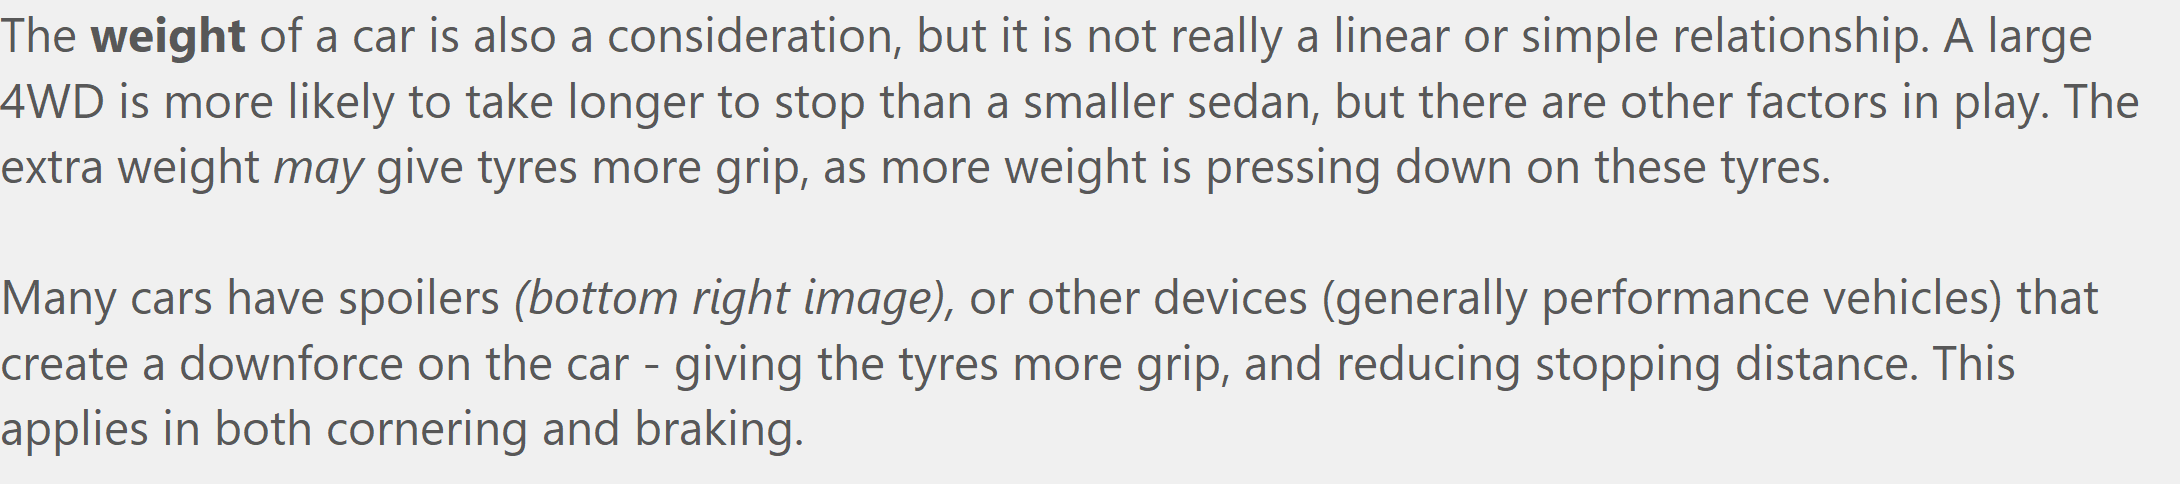 The weight of a car is also a consideration, but it is not really a linear or simple relationship. A large
4WD is more likely to take longer to stop than a smaller sedan, but there are other factors in play. The
extra weight may give tyres more grip, as more weight is pressing down on these tyres.
Many cars have spoilers (bottom right image), or other devices (generally performance vehicles) that
create a downforce on the car - giving the tyres more grip, and reducing stopping distance. This
applies in both cornering and braking.